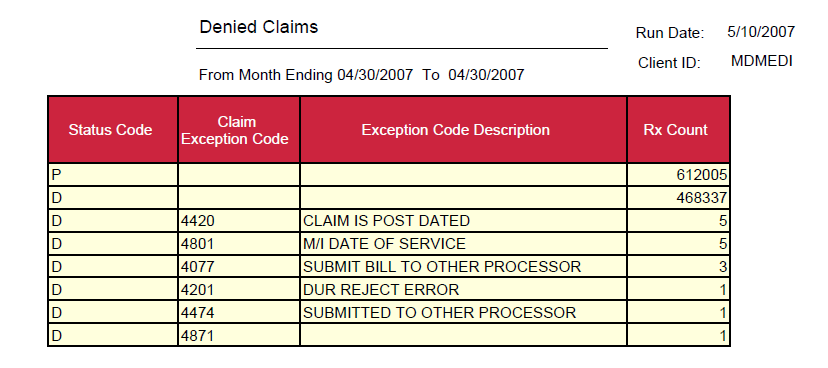 Denied Claims
Run Date: 5/10/2007
Client ID: MDMEDI
From Month Ending 04/30/2007 To 04/30/2007
Status Code Claim Exception Code Exception Code Description Rx Count
P 612005
D 468337
D 4420 CLAIM IS POST DATED 5
D 4801 M/I DATE OF SERVICE 5
D 4077 SUBMIT BILL TO OTHER PROCESSOR 3
D 4201 DUR REJECT ERROR 1
D 4474 SUBMITTED TO OTHER PROCESSOR 1
D 4871 1